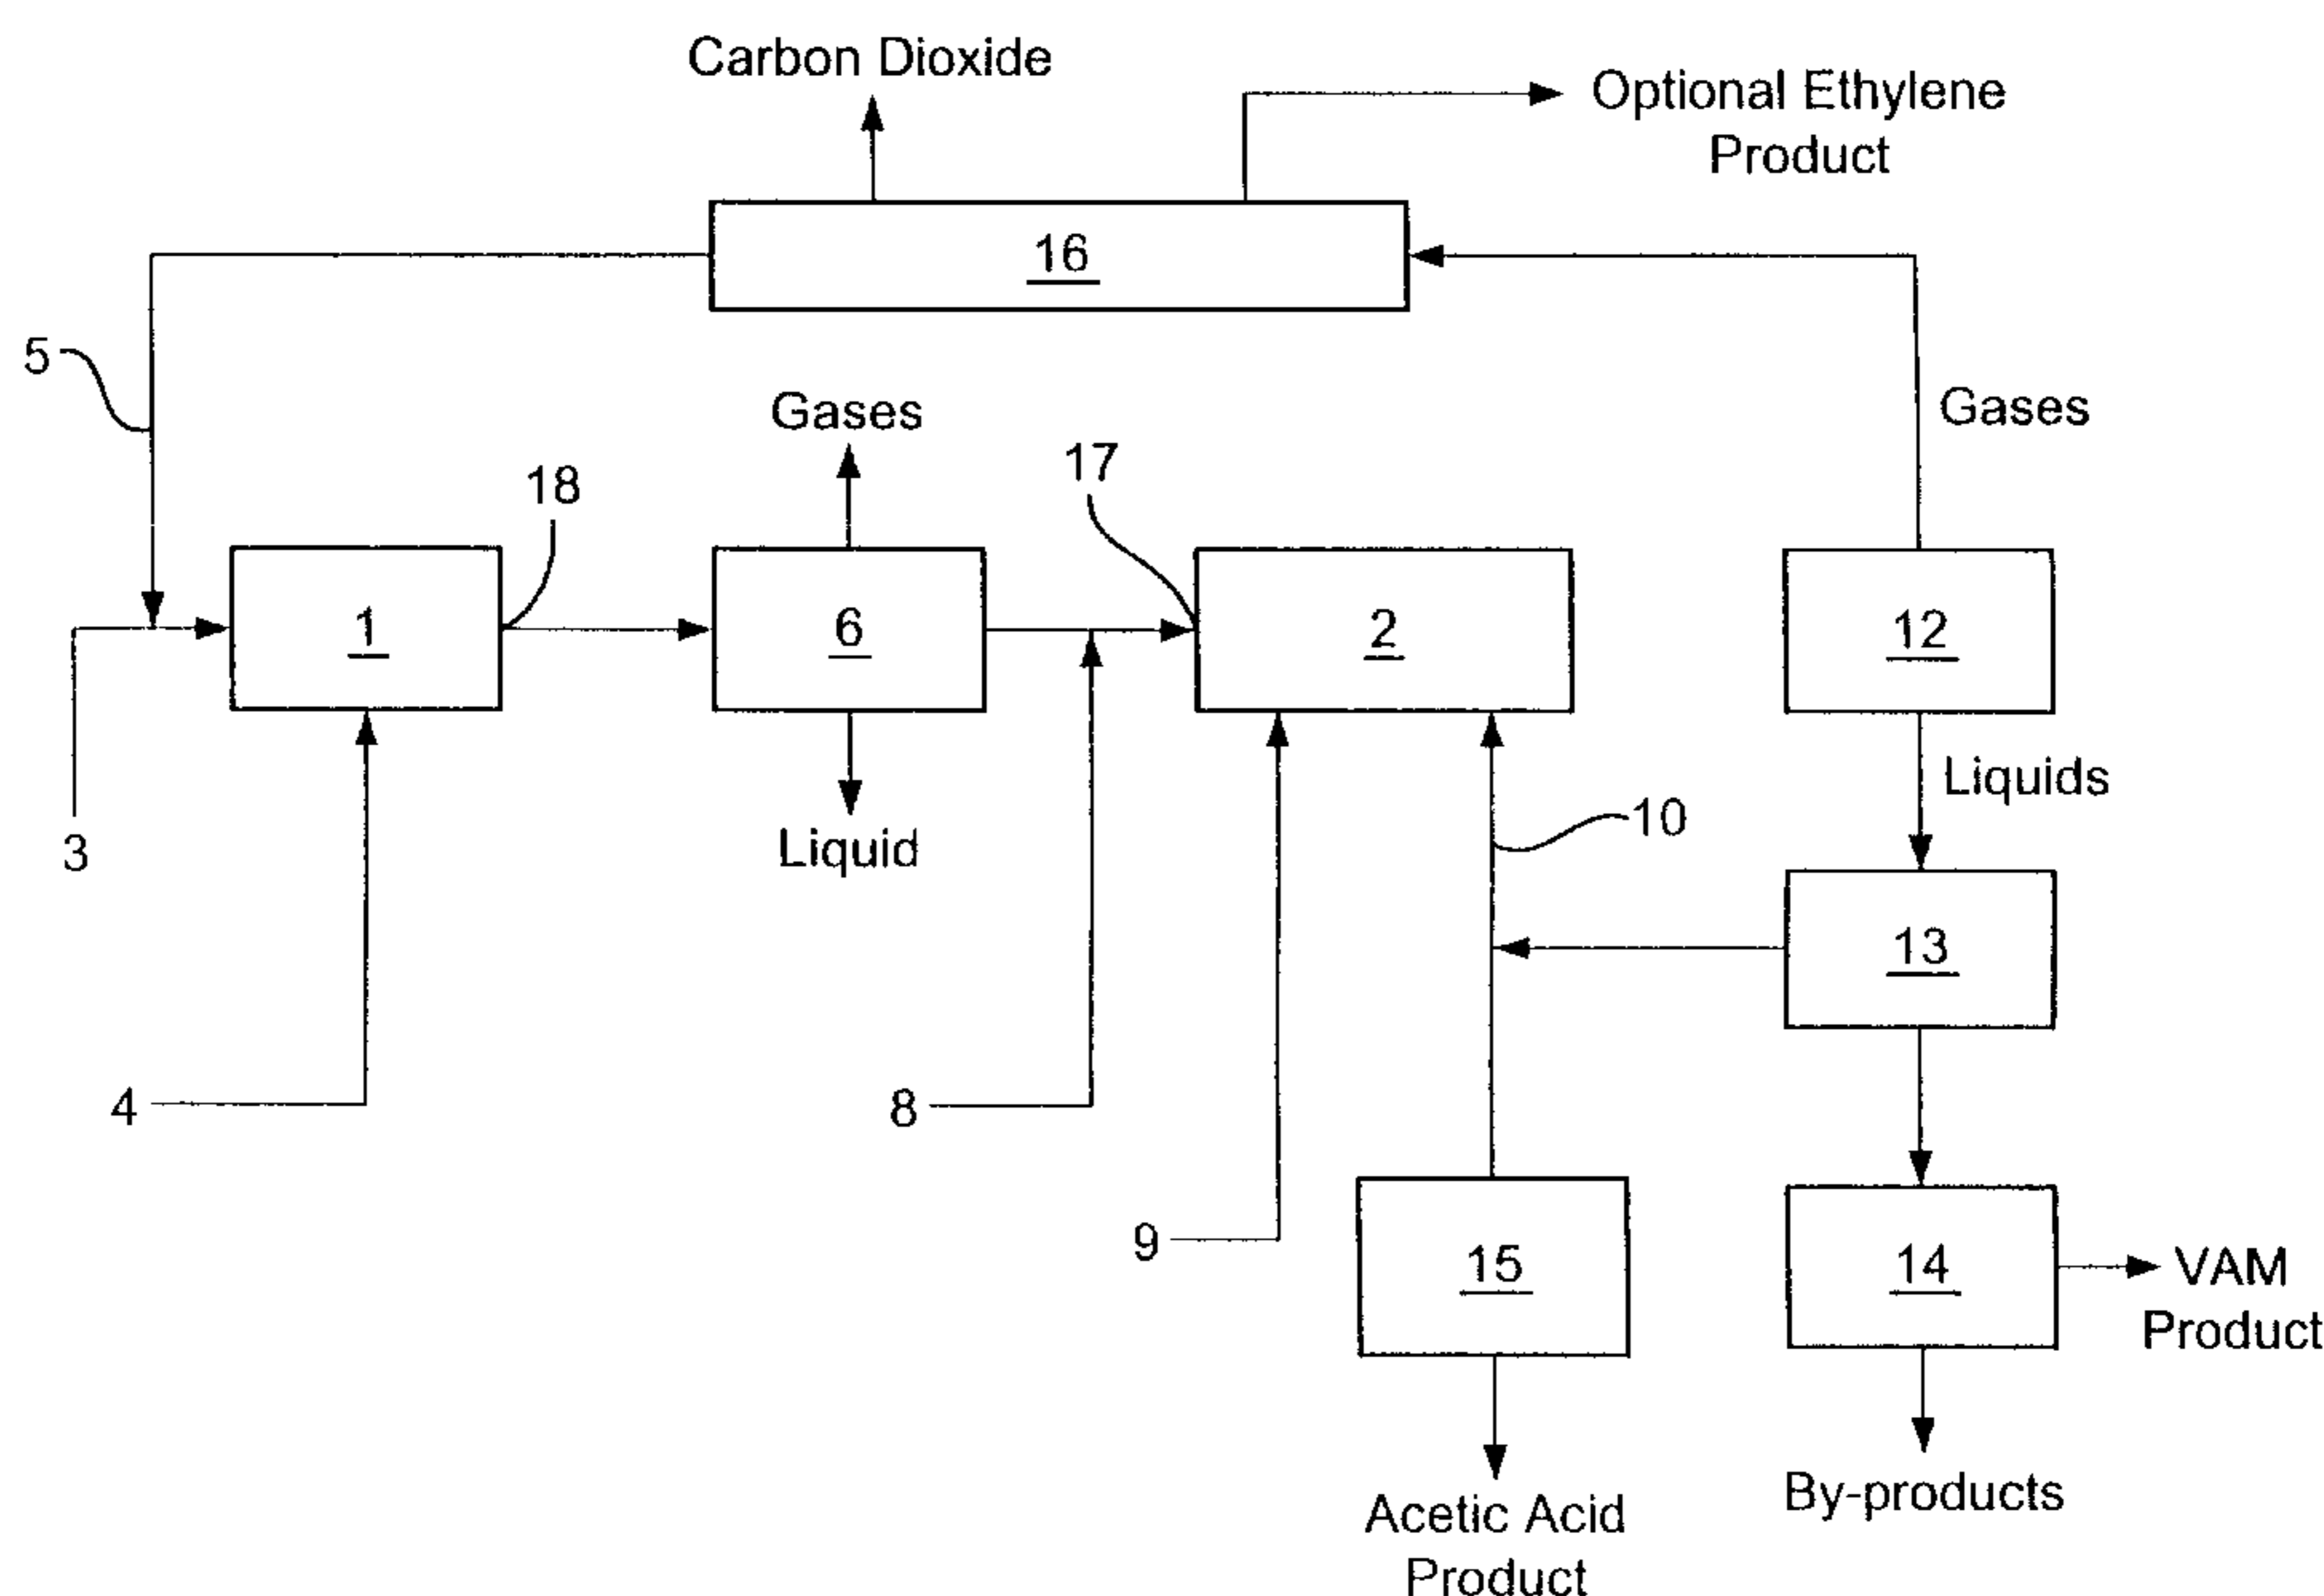 Carbon Dioxide
Optional Ethylene
Product
16
5
Gases
Gases
17
18
1
6
2
12
Liquids
10
Liquid
3
13
4
8
9
15
14
VAM
Product
By-products
Acetic Acid
Product